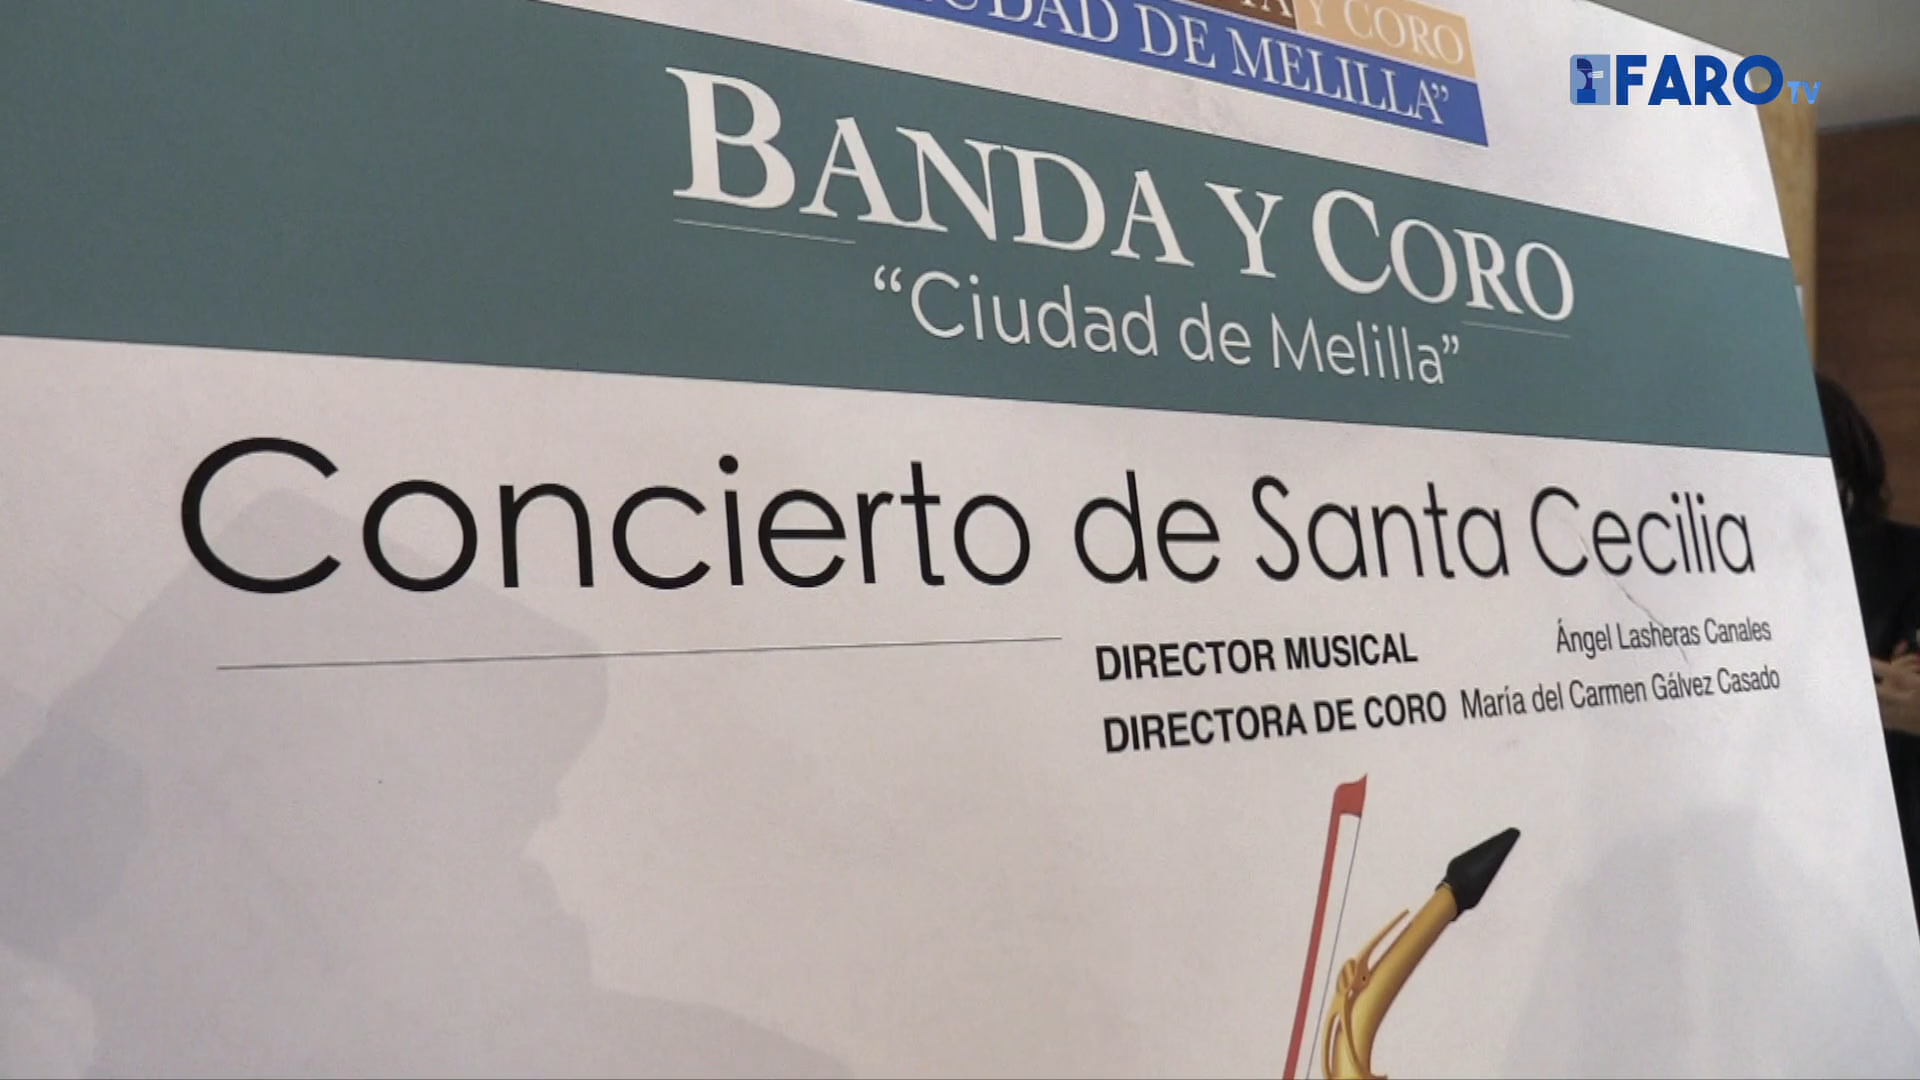 Y CORO
DE MELILLA”
FARO TV
BANDA Y CORO
“Ciudad de Melilla”
Concierto de Santa Cecilia
DIRECTOR MUSICAL Ángel Lasheras Canales
DIRECTORA DE CORO María del Carmen Gálvez Casado